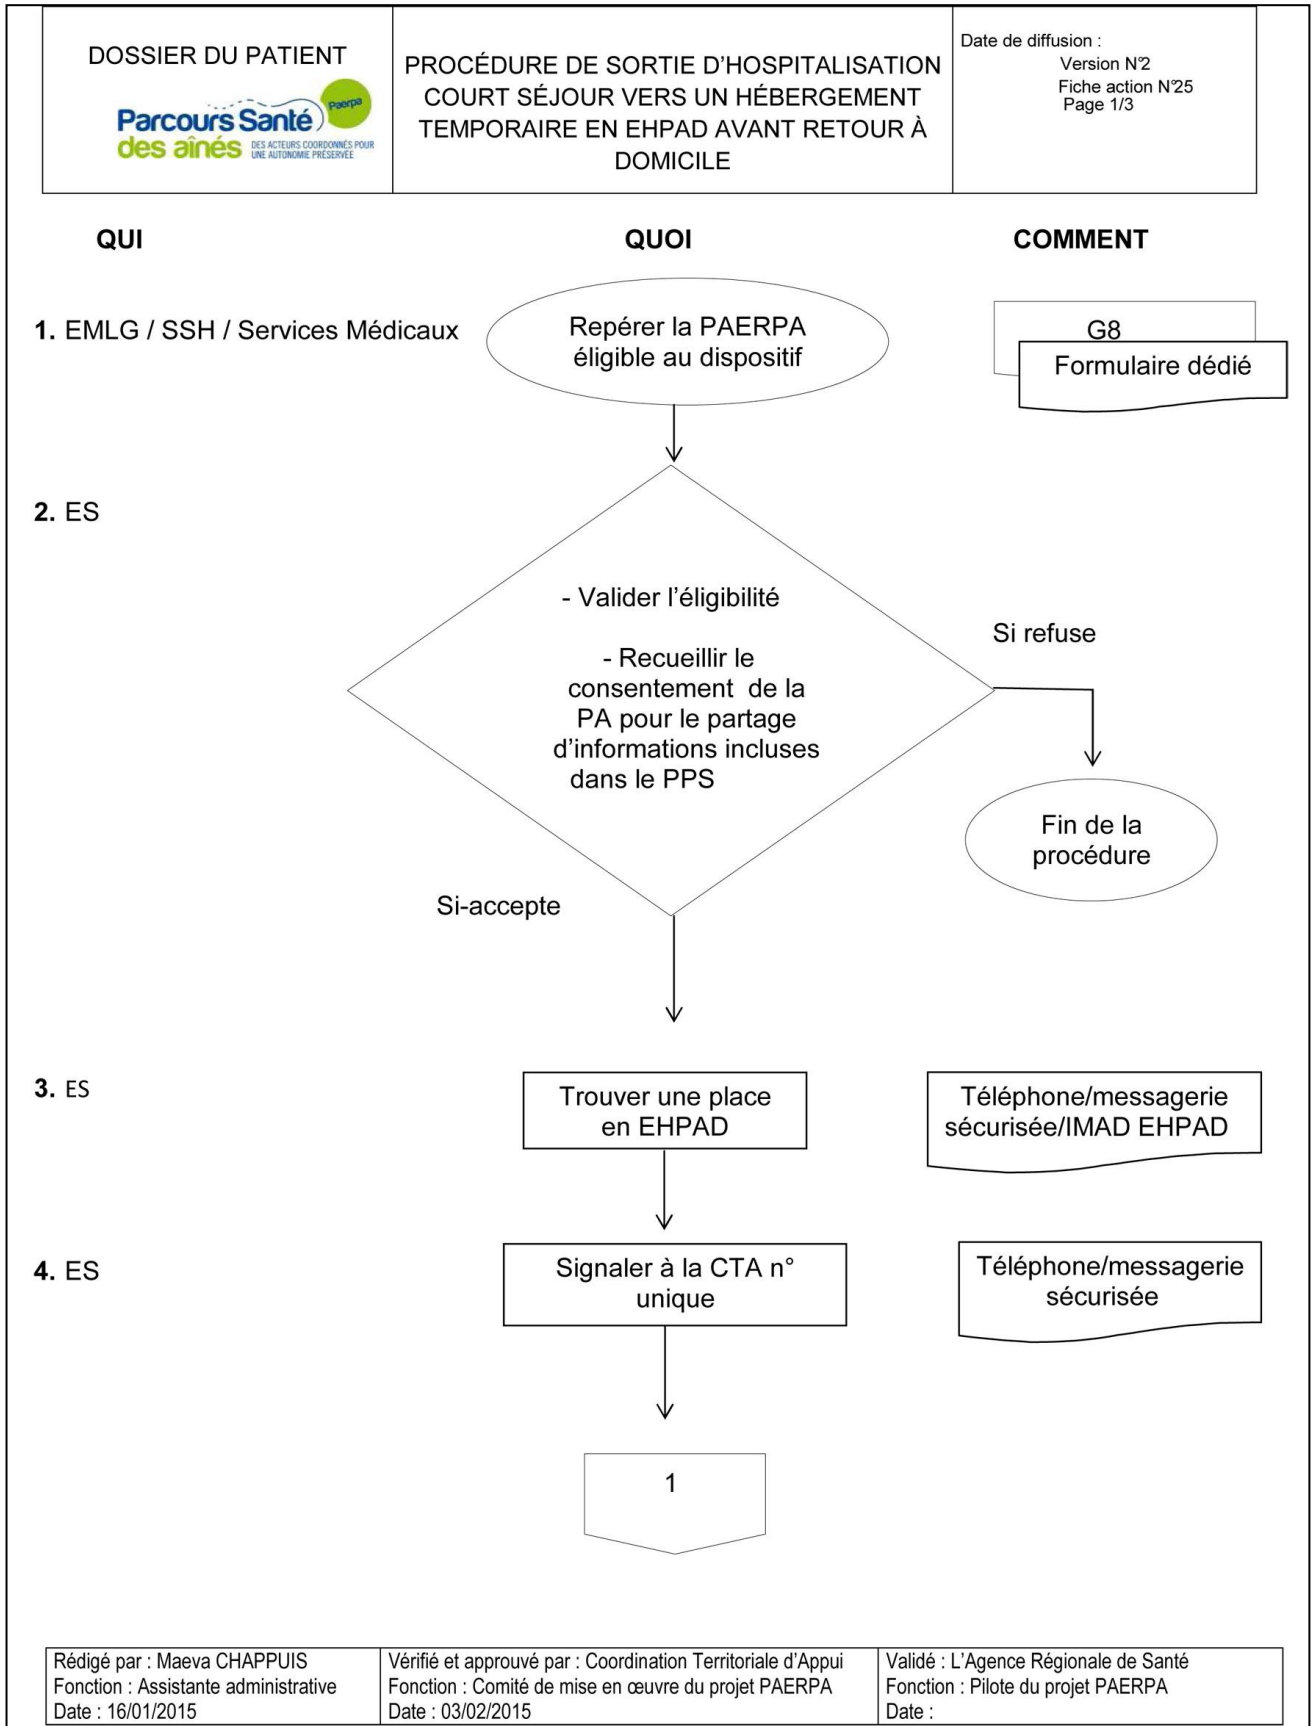 DOSSIER DU PATIENT
Parcours Santé
Paerpa
des aînés
DES ACTEURS COORDONNÉS POUR
UNE AUTONOMIE PRÉSERVÉE
PROCÉDURE DE SORTIE D'HOSPITALISATION
COURT SÉJOUR VERS UN HÉBERGEMENT
TEMPORAIRE EN EHPAD AVANT RETOUR À
DOMICILE
Date de diffusion :
Version N°2
Fiche action N°25
Page 1/3
QUI
QUOI
COMMENT
1. EMLG / SSH / Services Médicaux
Repérer la PAERPA
éligible au dispositif
G8
Formulaire dédié
2. ES
- Valider l'éligibilité
- Recueillir le
consentement de la
PA pour le partage
d'informations incluses
dans le PPS
Si refuse
Fin de la
procédure
Si-accepte
3. ES
Trouver une place
en EHPAD
Téléphone/messagerie
sécurisée/IMAD EHPAD
4. ES
Signaler à la CTA n°
unique
Téléphone/messagerie
sécurisée
1
Rédigé par : Maeva CHAPPUIS
Fonction : Assistante administrative
Date : 16/01/2015
Vérifié et approuvé par : Coordination Territoriale d'Appui
Fonction : Comité de mise en œuvre du projet PAERPA
Date : 03/02/2015
Validé : L'Agence Régionale de Santé
Fonction : Pilote du projet PAERPA
Date :